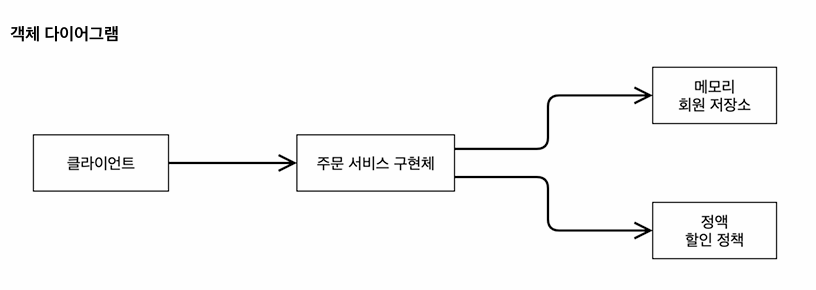 객체 다이어그램
클라이언트
주문 서비스 구현체
메모리
회원 저장소
정액
할인 정책